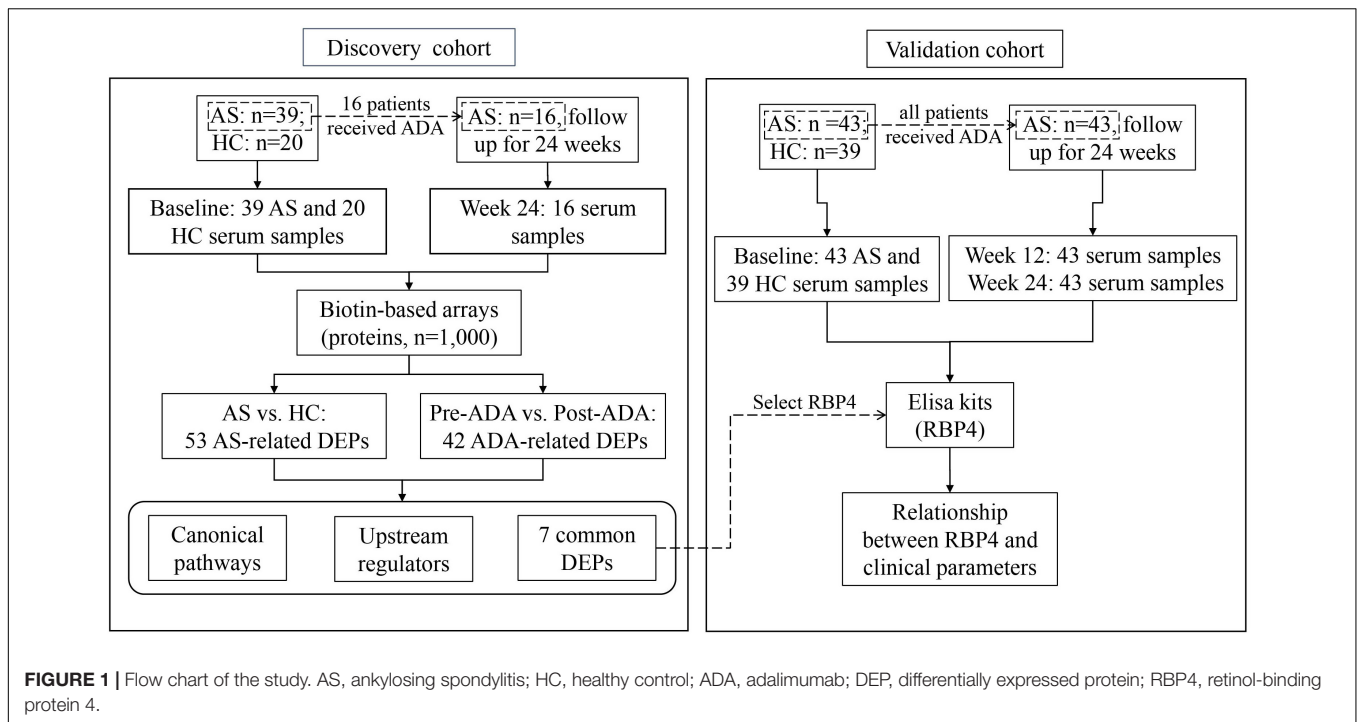 Discovery cohort
AS: n=39;
HC: n=20
16 patients
received ADA
AS: n=16, follow
up for 24 weeks
Baseline: 39 AS and 20
HC serum samples
Week 24: 16 serum
samples
Biotin-based arrays
(proteins, n=1,000)
AS vs. HC:
53 AS-related DEPs
Pre-ADA vs. Post-ADA:
42 ADA-related DEPs
Canonical
pathways
Upstream
regulators
7 common
DEPs
Validation cohort
AS: n =43;
HC: n=39
all patients
received ADA
AS: n=43, follow
up for 24 weeks
Baseline: 43 AS and
39 HC serum samples
Week 12: 43 serum samples
Week 24: 43 serum samples
Select RBP4
Elisa kits
(RBP4)
Relationship
between RBP4 and
clinical parameters
FIGURE 1 | Flow chart of the study. AS, ankylosing spondylitis; HC, healthy control; ADA, adalimumab; DEP, differentially expressed protein; RBP4, retinol-binding
protein 4.